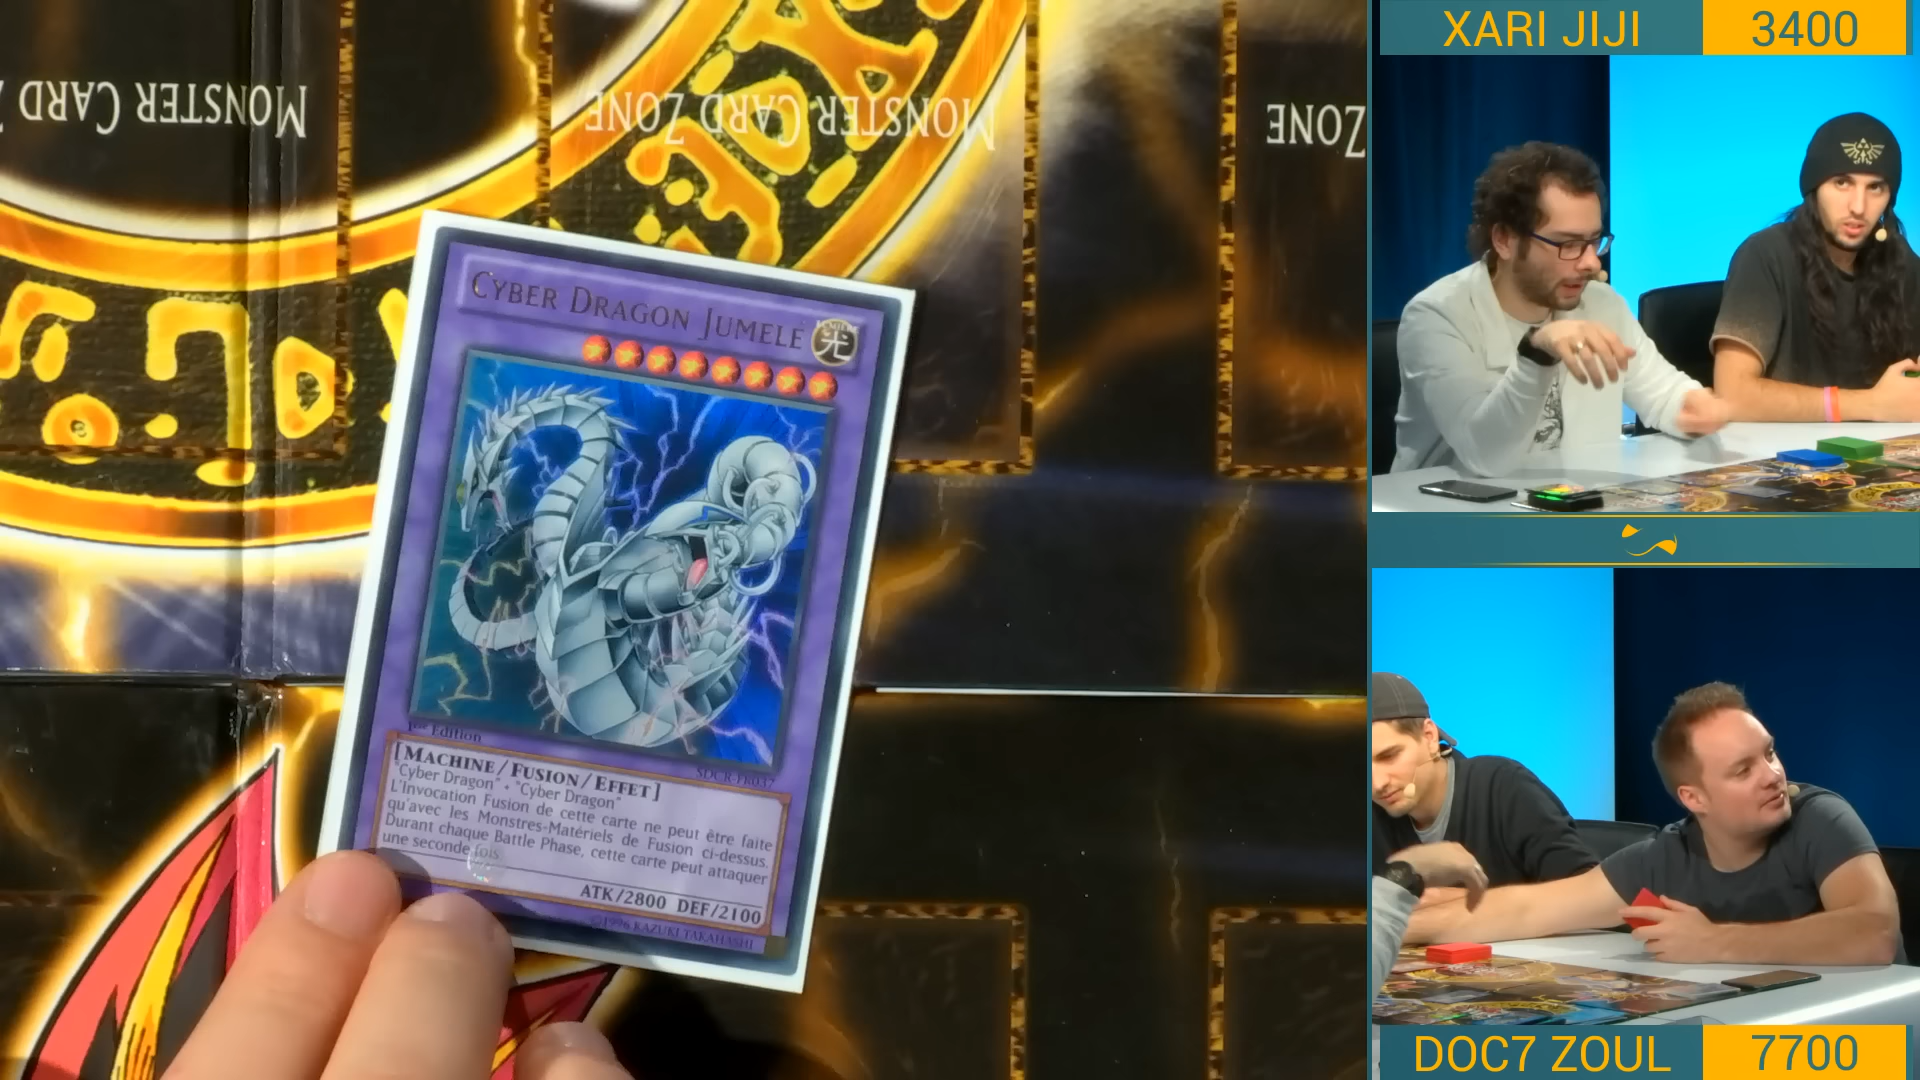 MONSTER CARD
MONSTER CARD ZONE
ZONE
CYBER DRAGON JUMELÉ
光
1ère Edition
SDCR-FR037
[MACHINE/FUSION/EFFET]
"Cyber Dragon" + "Cyber Dragon"
L'Invocation Fusion de cette carte ne peut être faite
qu'avec les Monstres-Matériels de Fusion ci-dessus.
Durant chaque Battle Phase, cette carte peut attaquer
une seconde fois.
ATK/2800 DEF/2100
©1996 KAZUKI TAKAHASHI
XARI JIJI 3400
DOC7 ZOUL 7700